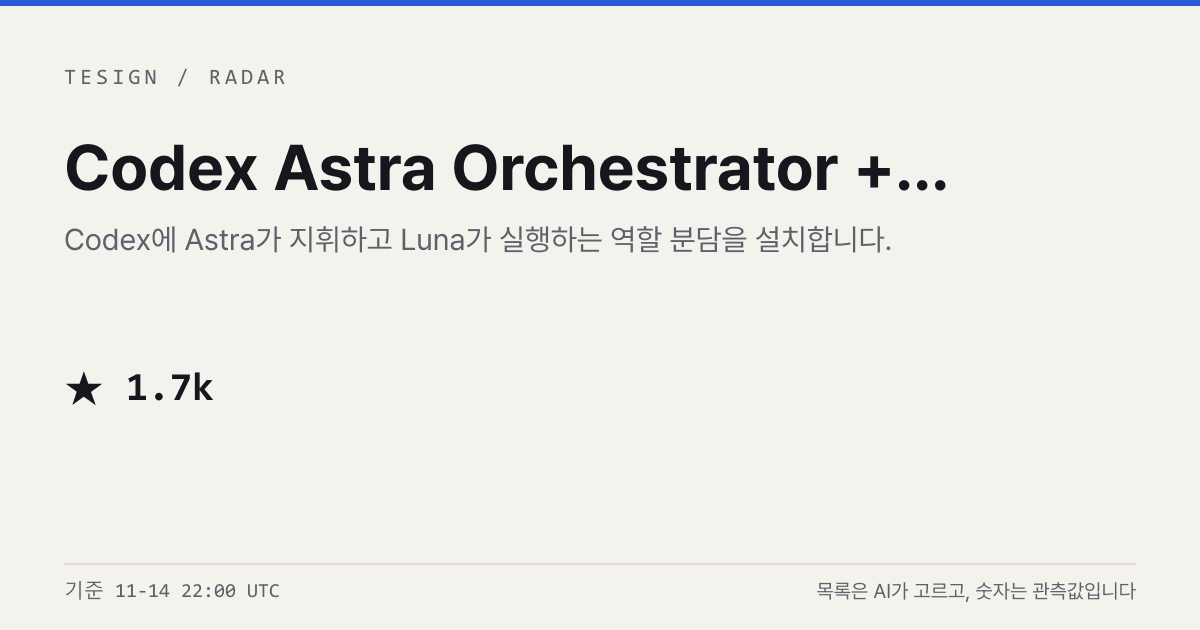 TESIGN / RADAR
Codex Astra Orchestrator +...
Codex에 Astra가 지휘하고 Luna가 실행하는 역할 분담을 설치합니다.
★ 1.7k
기준 11-14 22:00 UTC
목록은 AI가 고르고, 숫자는 관측값입니다